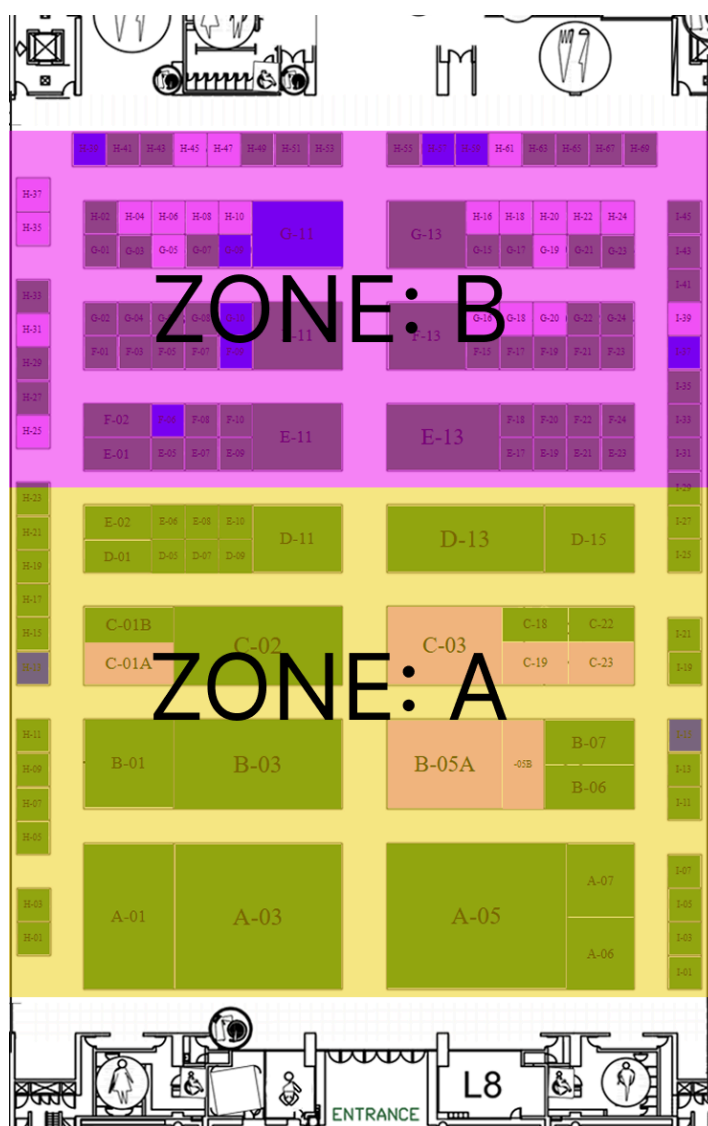 H-41 H-43 H-45 H-47 H-49 H-51 H-53 H-55 H-61 H-63 H-65 H-67 H-69
H-37
H-35
H-02 H-04 H-06 H-08 H-10 G-11 G-13 H-16 H-18 H-20 H-22 H-24 I-45
G-01 G-03 G-05 G-07 G-15 G-17 G-19 G-21 G-23 I-43
I-41
H-33
ZONE: B
G-02 G-04 G-16 G-18 G-20 G-22 G-24 I-39
H-31
F-01 F-03 F-05 F-07 F-13 F-15 F-17 F-19 F-21 F-23
H-29
I-35
H-27
F-02 F-08 F-10 E-11 E-13 F-18 F-20 F-22 F-24 I-33
H-25
E-01 E-05 E-07 E-09 E-17 E-19 E-21 E-23 I-31
I-29
H-23
E-02 E-06 E-08 E-10 D-11 D-13 D-15 I-27
H-21
D-01 D-05 D-07 D-09 I-25
H-19
H-17
C-01B C-02 C-03 C-18 C-22 I-21
H-15
C-01A C-19 C-23 I-19
ZONE: A
H-11
B-01 B-03 B-05A -05B B-07
H-09 I-13
B-06
H-07 I-11
H-05
A-01 A-03 A-05 A-07 I-07
H-03 I-05
H-01 I-03
A-06 I-01
L8
ENTRANCE